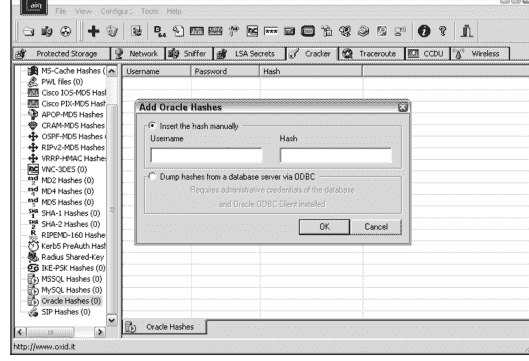 ain
File View Configure Tools Help
Protected Storage Network Sniffer LSA Secrets Cracker Traceroute CCDU Wireless
MS-Cache Hashes (
PWL files (0)
Cisco IOS-MD5 Hasl
Cisco PIX-MD5 Hast
APOP-MD5 Hashes
CRAM-MD5 Hashes
OSPF-MD5 Hashes (
RIPv2-MD5 Hashes
VRRP-HMAC Hashe
VNC-3DES (0)
MD2 Hashes (0)
MD4 Hashes (0)
MD5 Hashes (0)
SHA-1 Hashes (0)
SHA-2 Hashes (0)
RIPEMD-160 Hashe
Kerb5 PreAuth Hasl
Radius Shared-Key
IKE-PSK Hashes (0)
MSSQL Hashes (0)
MySQL Hashes (0)
Oracle Hashes (0)
SIP Hashes (0)
Username Password Hash
Add Oracle Hashes
Insert the hash manually
Username Hash
Dump hashes from a database server via ODBC
Requires administrative credentials of the database
and Oracle ODBC Client installed
OK Cancel
Oracle Hashes
http://www.oxid.it